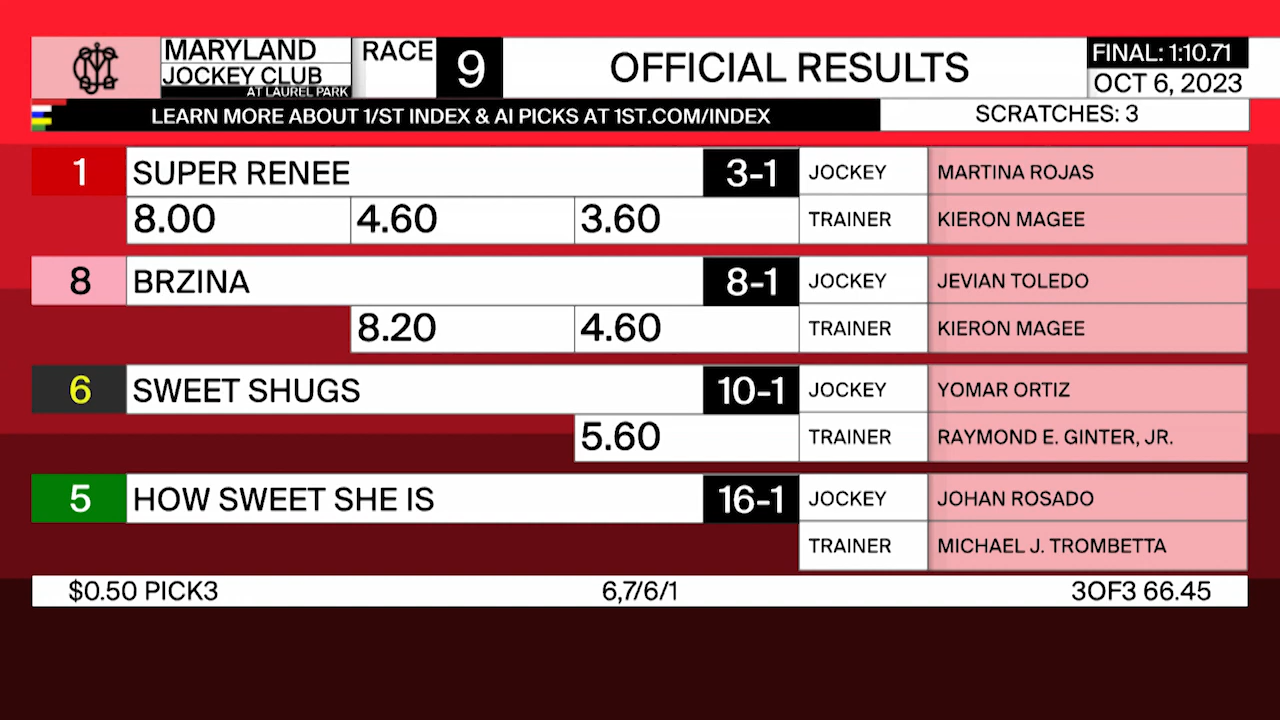 MARYLAND
JOCKEY CLUB
AT LAUREL PARK
RACE 9
OFFICIAL RESULTS
FINAL: 1:10.71
OCT 6, 2023
LEARN MORE ABOUT 1/ST INDEX & AI PICKS AT 1ST.COM/INDEX
SCRATCHES: 3
1 SUPER RENEE 3-1 JOCKEY MARTINA ROJAS
8.00 4.60 3.60 TRAINER KIERON MAGEE
8 BRZINA 8-1 JOCKEY JEVIAN TOLEDO
8.20 4.60 TRAINER KIERON MAGEE
6 SWEET SHUGS 10-1 JOCKEY YOMAR ORTIZ
5.60 TRAINER RAYMOND E. GINTER, JR.
5 HOW SWEET SHE IS 16-1 JOCKEY JOHAN ROSADO
TRAINER MICHAEL J. TROMBETTA
$0.50 PICK3 6,7/6/1 3OF3 66.45